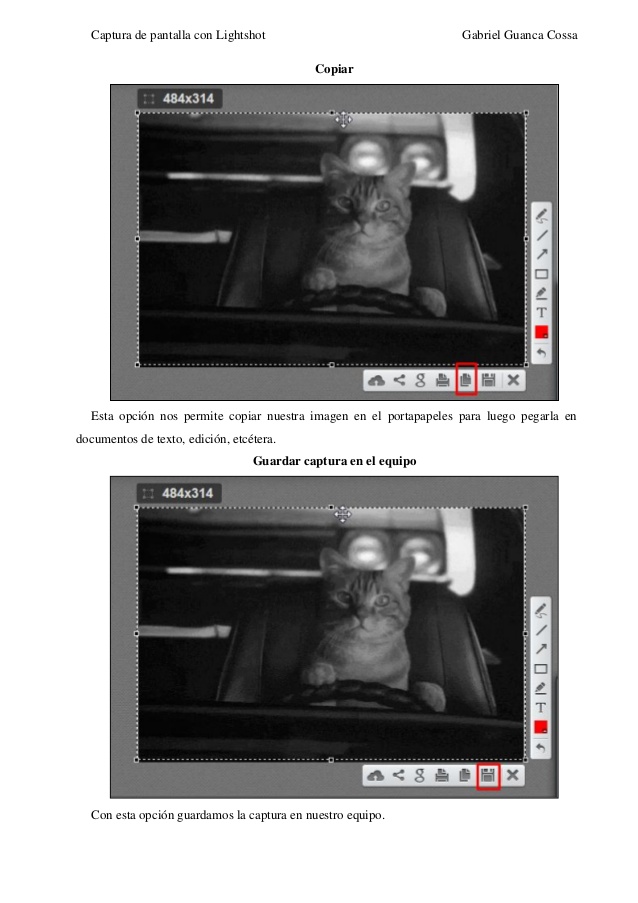 Captura de pantalla con Lightshot Gabriel Guanca Cossa
Copiar
484x314
T
Esta opción nos permite copiar nuestra imagen en el portapapeles para luego pegarla en
documentos de texto, edición, etcétera.
Guardar captura en el equipo
484x314
T
Con esta opción guardamos la captura en nuestro equipo.